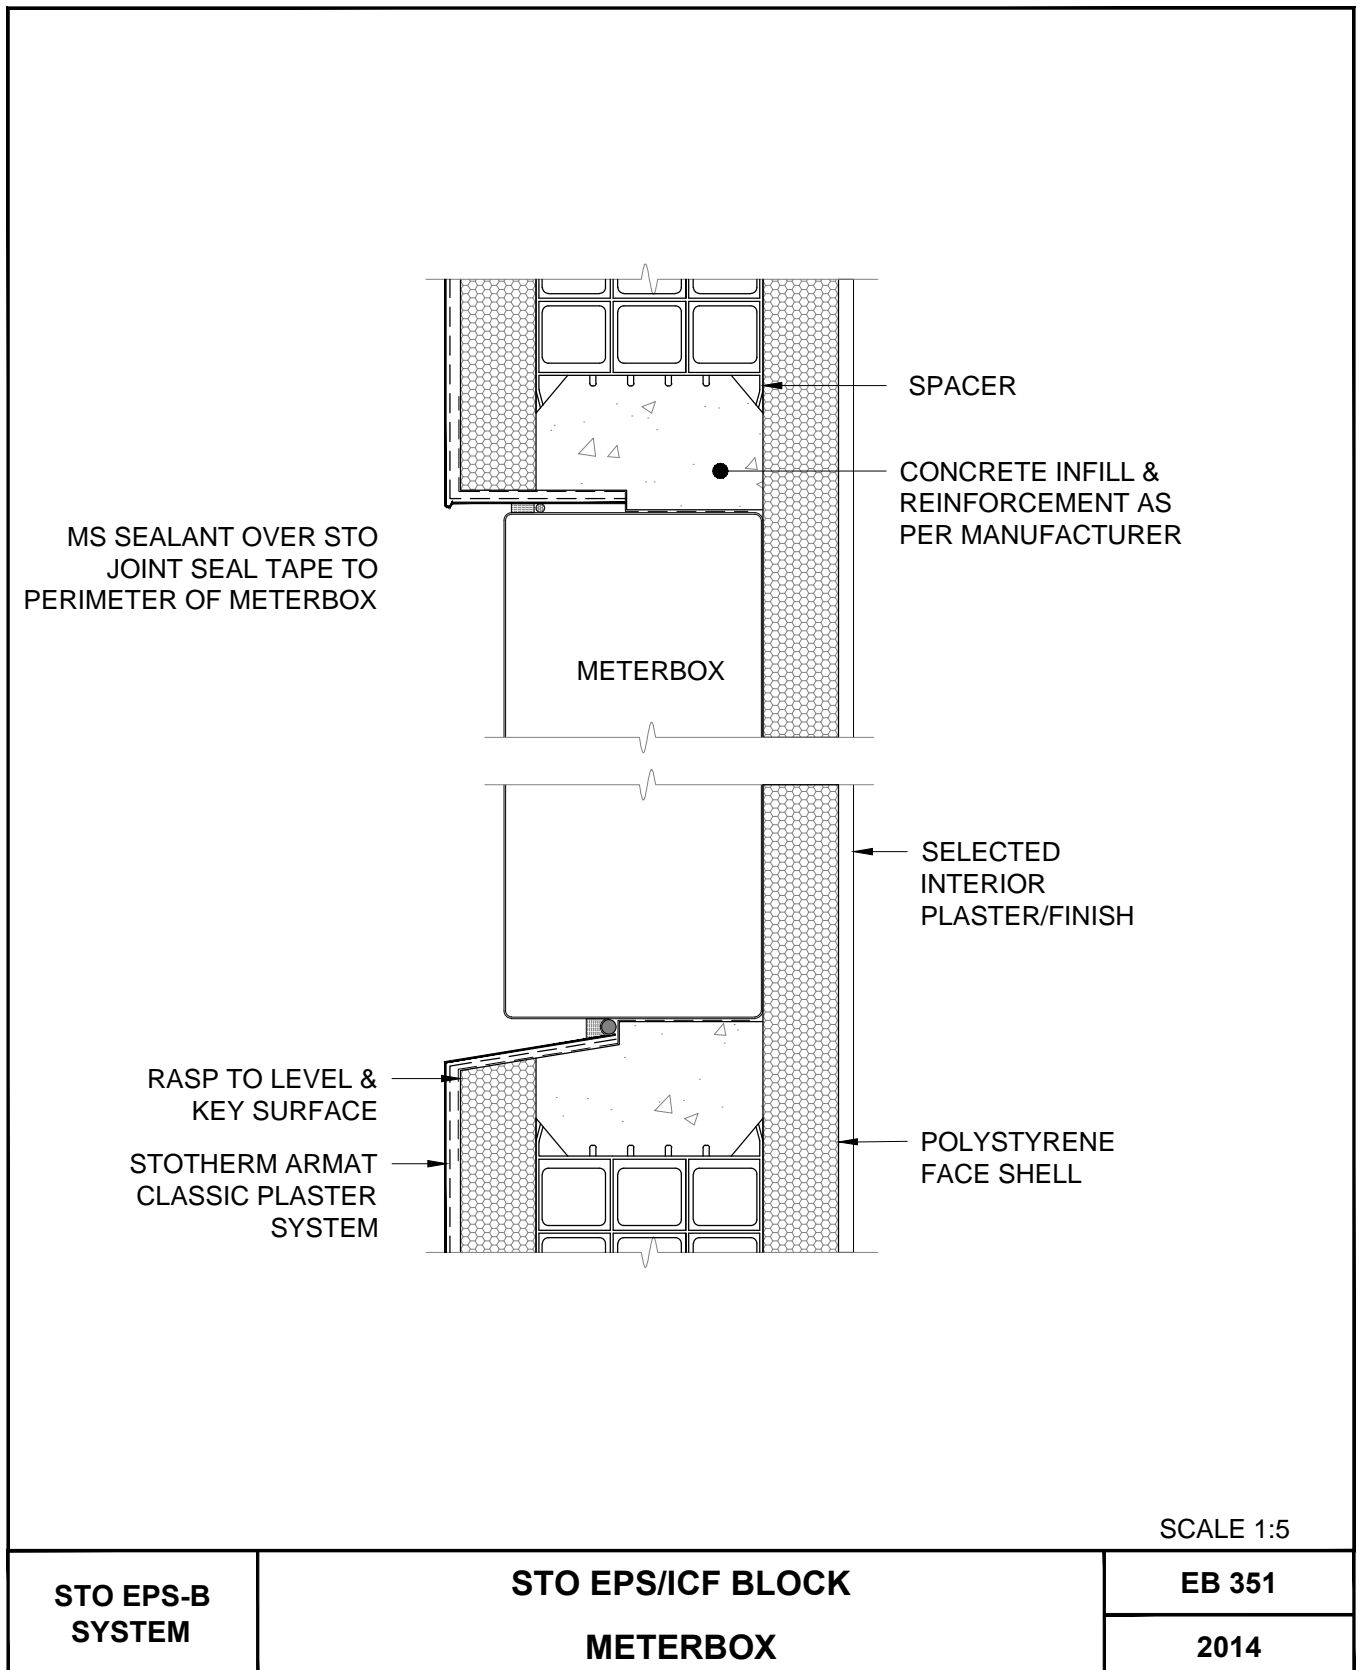 SPACER
CONCRETE INFILL &
REINFORCEMENT AS
PER MANUFACTURER
MS SEALANT OVER STO
JOINT SEAL TAPE TO
PERIMETER OF METERBOX
METERBOX
SELECTED
INTERIOR
PLASTER/FINISH
RASP TO LEVEL &
KEY SURFACE
STOTHERM ARMAT
CLASSIC PLASTER
SYSTEM
POLYSTYRENE
FACE SHELL
SCALE 1:5
STO EPS-B
SYSTEM
STO EPS/ICF BLOCK
METERBOX
EB 351
2014